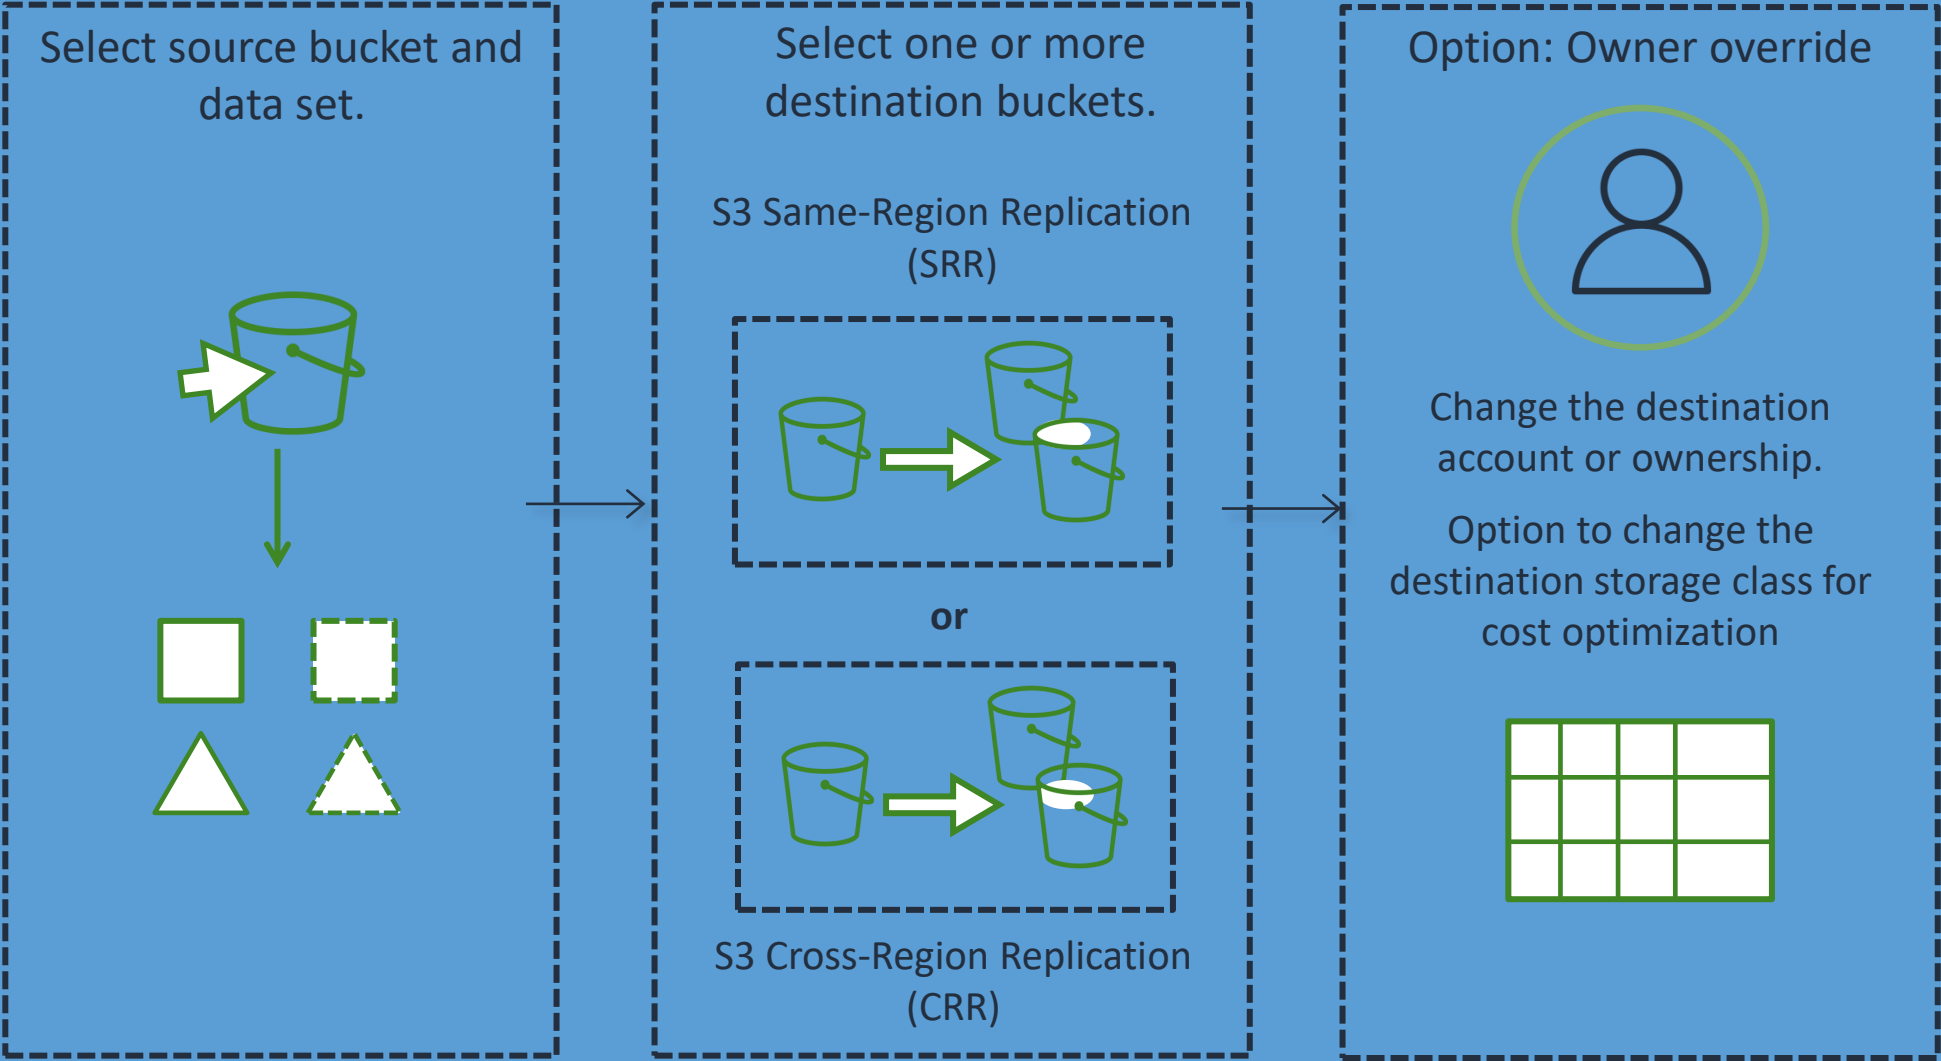 Select source bucket and
data set.
Select one or more
destination buckets.
S3 Same-Region Replication
(SRR)
or
S3 Cross-Region Replication
(CRR)
Option: Owner override
Change the destination
account or ownership.
Option to change the
destination storage class for
cost optimization